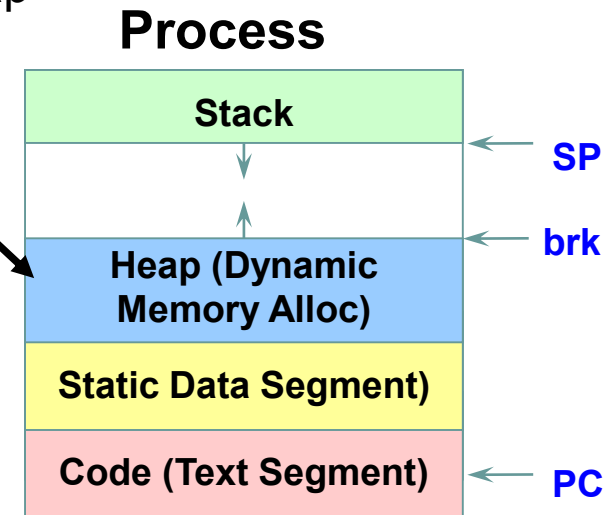 Process
Stack
SP
brk
Heap (Dynamic
Memory Alloc)
Static Data Segment)
Code (Text Segment)
PC